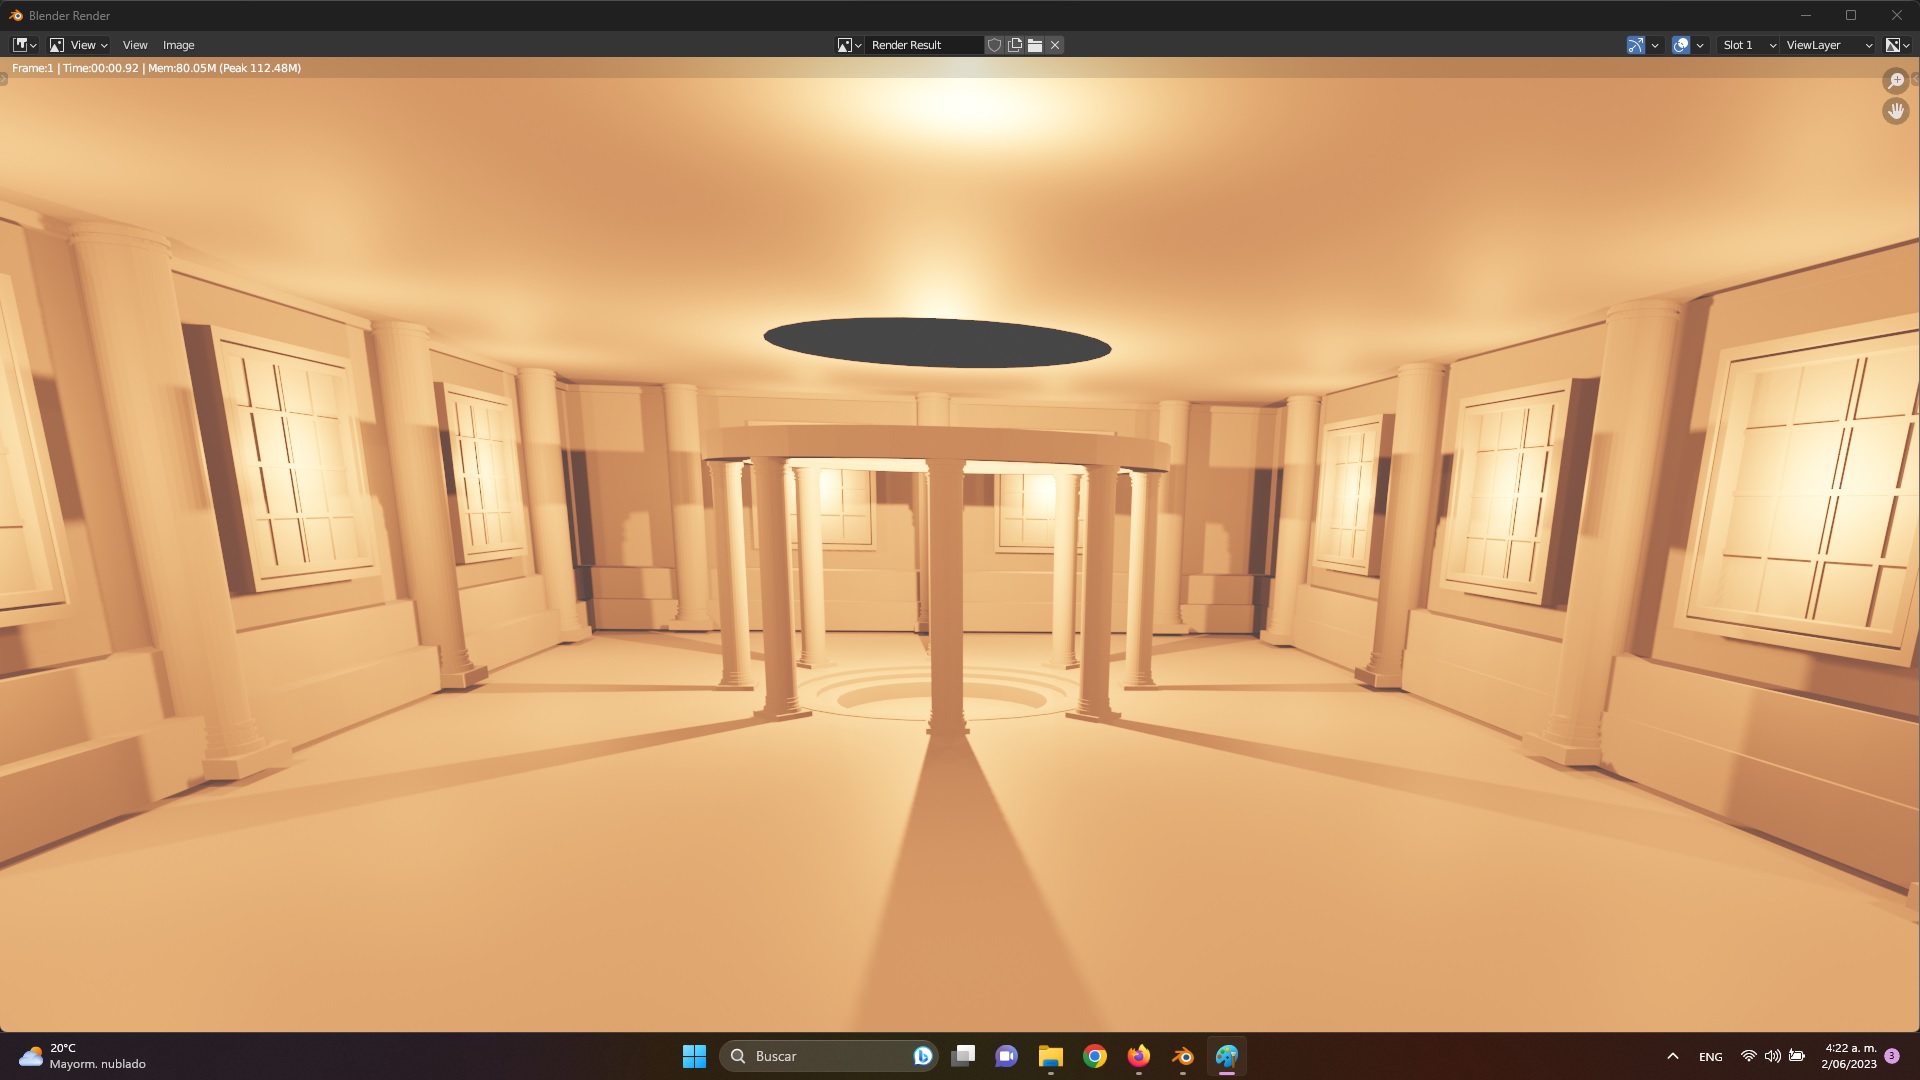 Blender Render
View View Image Render Result Slot 1 ViewLayer
Frame:1 | Time:00:00.92 | Mem:80.05M (Peak 112.48M)
20°C
Mayorm. nublado
Buscar
ENG
4:22 a. m.
2/06/2023
3